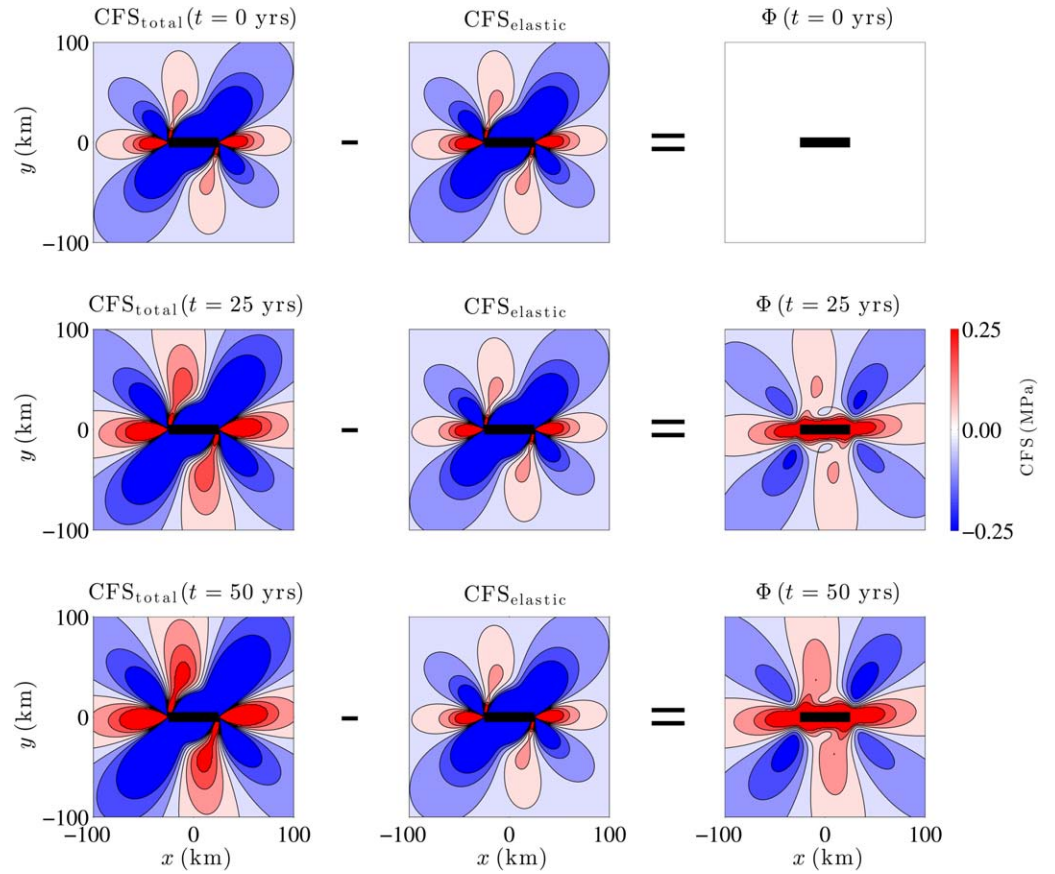 CFS_total (t = 0 yrs) CFS_elastic Φ (t = 0 yrs)
100
y (km)
0
−100
- =
CFS_total (t = 25 yrs) CFS_elastic Φ (t = 25 yrs)
100
y (km)
0
−100
- =
0.25
0.00
−0.25
CFS (MPa)
CFS_total (t = 50 yrs) CFS_elastic Φ (t = 50 yrs)
100
y (km)
0
−100
- =
−100 0 100 −100 0 100 −100 0 100
x (km) x (km) x (km)